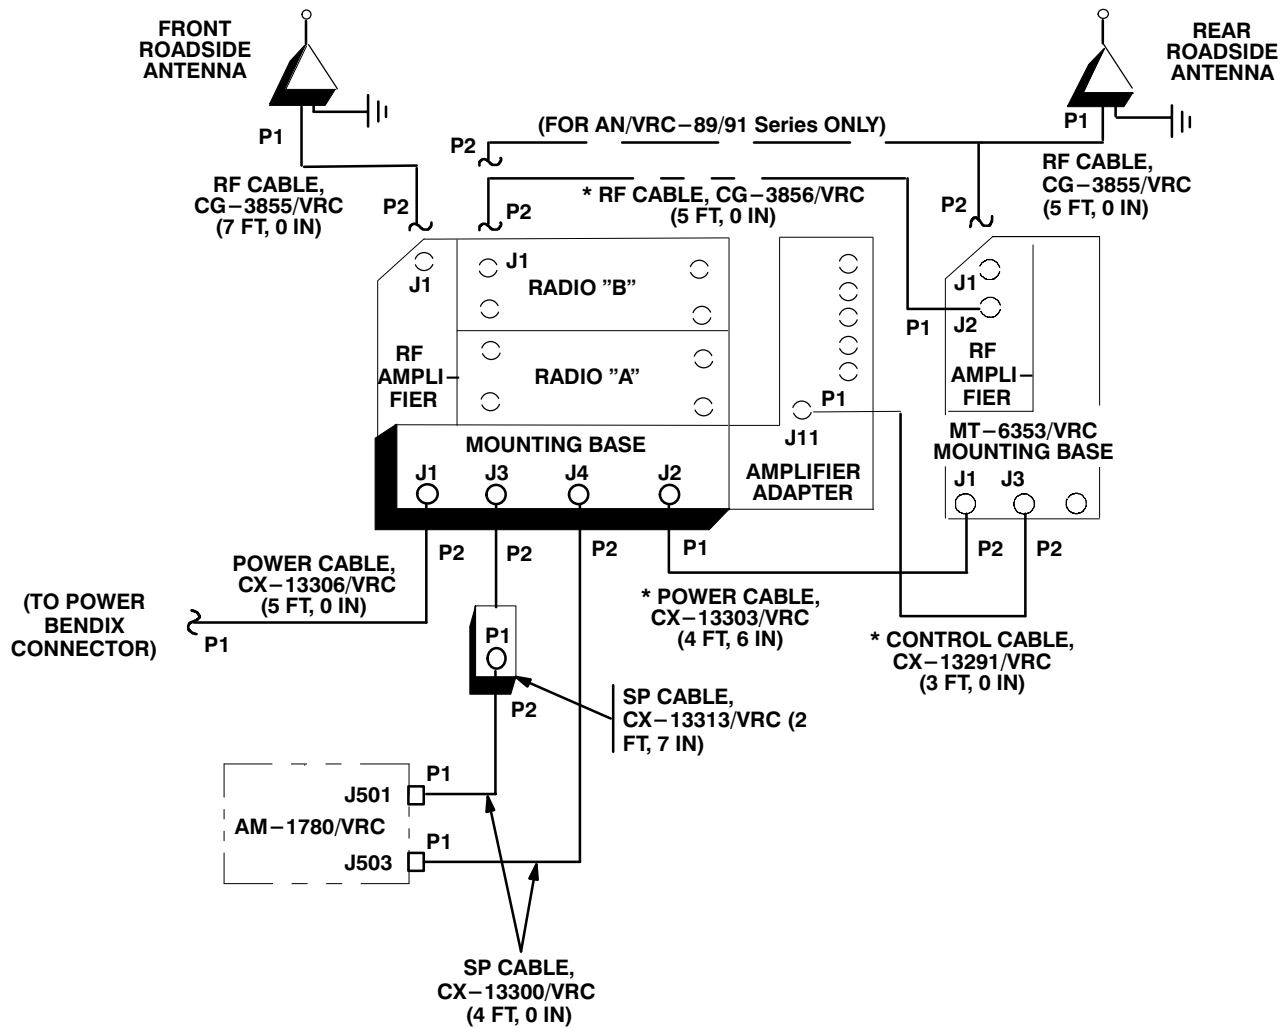 FRONT
ROADSIDE
ANTENNA
REAR
ROADSIDE
ANTENNA
P1
(FOR AN/VRC−89/91 Series ONLY)
P1
P2
RF CABLE,
CG−3855/VRC
(7 FT, 0 IN)
P2
P2
* RF CABLE, CG−3856/VRC
(5 FT, 0 IN)
P2
RF CABLE,
CG−3855/VRC
(5 FT, 0 IN)
J1
J1
RADIO ”B”
J1
P1
J2
RF
AMPLI−
FIER
RADIO ”A”
RF
AMPLI−
FIER
P1
J11
MOUNTING BASE
AMPLIFIER
ADAPTER
MT−6353/VRC
MOUNTING BASE
J1
J3
J4
J2
J1
J3
P2
P2
P2
P1
P2
P2
POWER CABLE,
CX−13306/VRC
(5 FT, 0 IN)
(TO POWER
BENDIX
CONNECTOR)
P1
* POWER CABLE,
CX−13303/VRC
(4 FT, 6 IN)
* CONTROL CABLE,
CX−13291/VRC
(3 FT, 0 IN)
P1
P2
SP CABLE,
CX−13313/VRC (2
FT, 7 IN)
P1
J501
AM−1780/VRC
P1
J503
SP CABLE,
CX−13300/VRC
(4 FT, 0 IN)